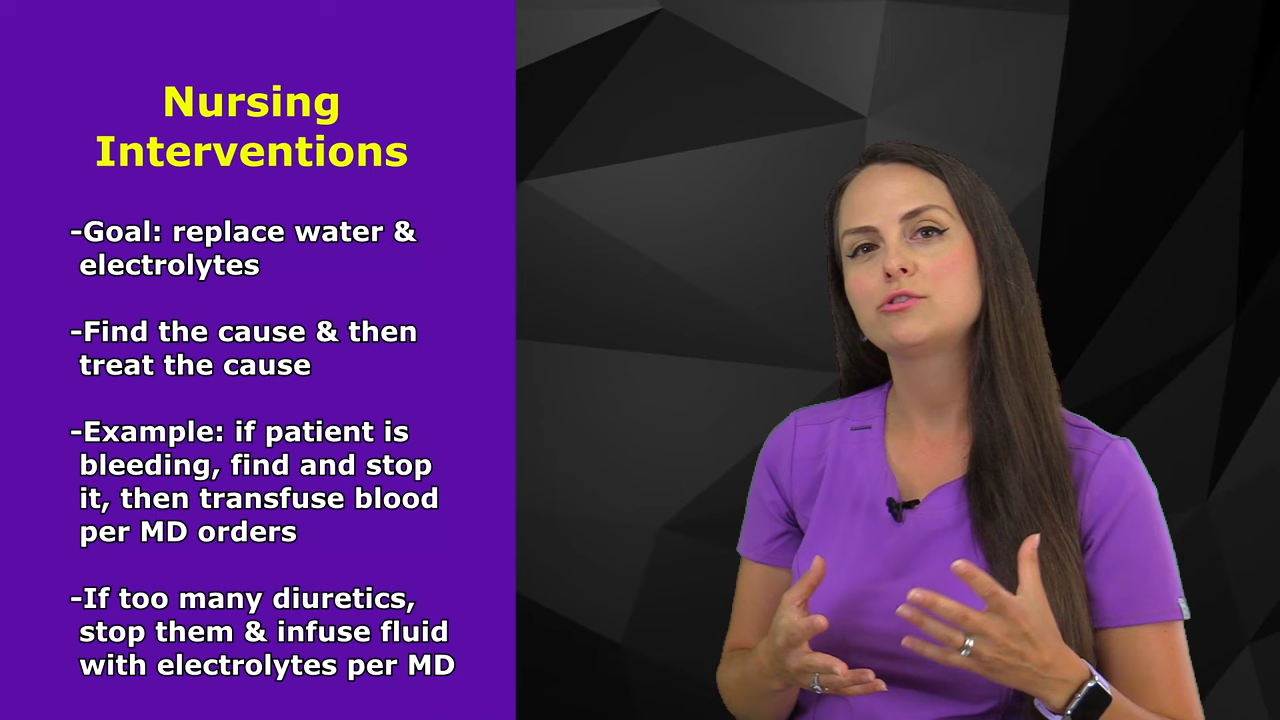 Nursing
Interventions
-Goal: replace water &
electrolytes
-Find the cause & then
treat the cause
-Example: if patient is
bleeding, find and stop
it, then transfuse blood
per MD orders
-If too many diuretics,
stop them & infuse fluid
with electrolytes per MD